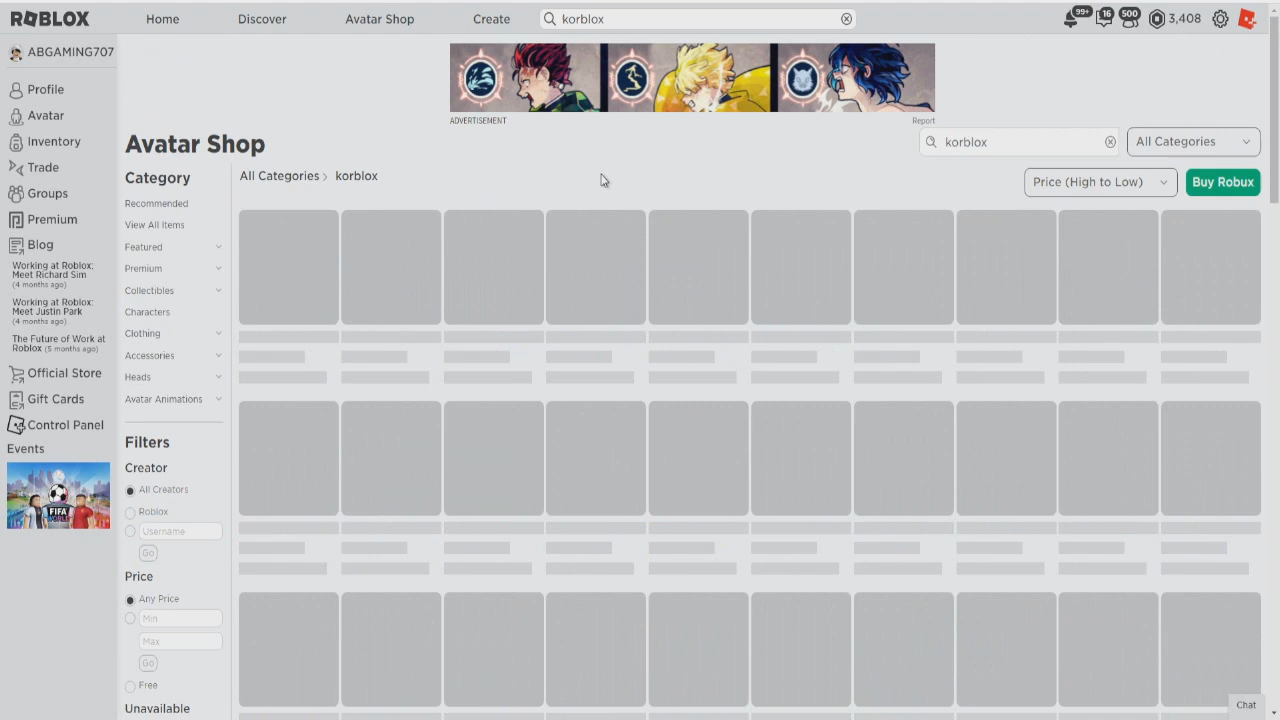 ROBLOX
Home
Discover
Avatar Shop
Create
korblox
99+
16
500
3,408
ABGAMING707
Profile
Avatar
Inventory
Trade
Groups
Premium
Blog
Working at Roblox:
Meet Richard Sim
(4 months ago)
Working at Roblox:
Meet Justin Park
(4 months ago)
The Future of Work at
Roblox (5 months ago)
Official Store
Gift Cards
Control Panel
Events
FIFA
WORLD
ADVERTISEMENT
Report
Avatar Shop
korblox
All Categories
Category
All Categories > korblox
Price (High to Low)
Buy Robux
Recommended
View All Items
Featured
Premium
Collectibles
Characters
Clothing
Accessories
Heads
Avatar Animations
Filters
Creator
All Creators
Roblox
Username
Go
Price
Any Price
Min
Max
Go
Free
Unavailable
Chat